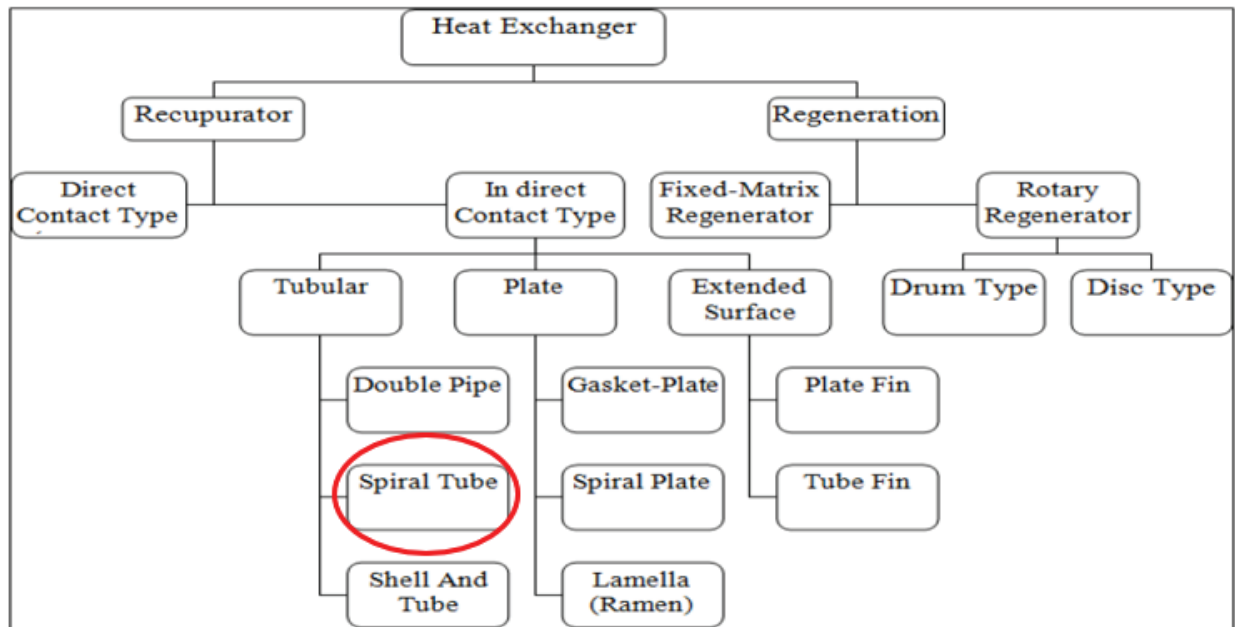 Heat Exchanger
Recupurator
Regeneration
Direct
Contact Type
In direct
Contact Type
Fixed-Matrix
Regenerator
Rotary
Regenerator
Tubular
Plate
Extended
Surface
Drum Type
Disc Type
Double Pipe
Gasket-Plate
Plate Fin
Spiral Tube
Spiral Plate
Tube Fin
Shell And
Tube
Lamella
(Ramen)